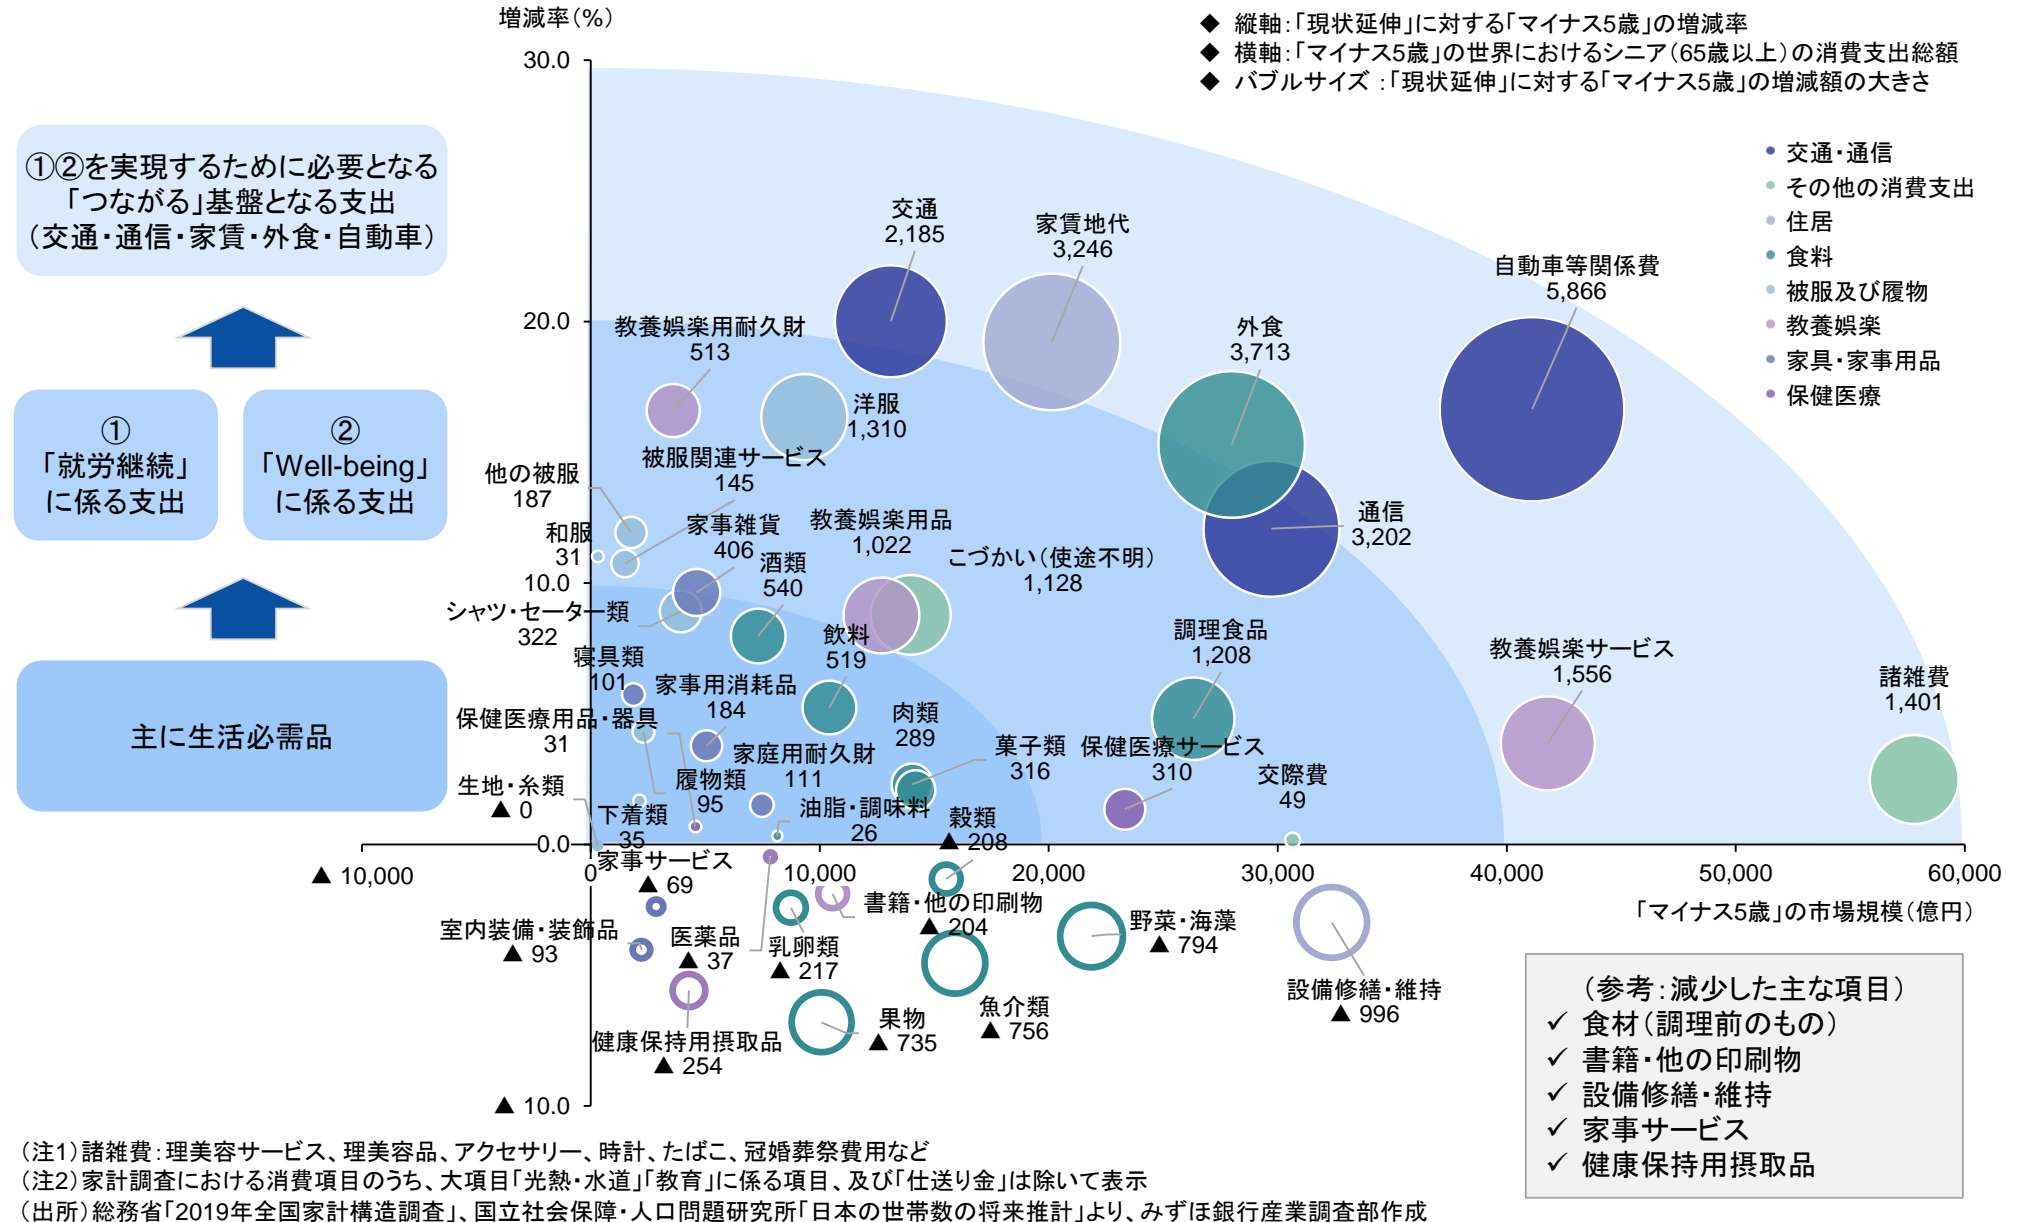 増減率（%）
◆ 縦軸：「現状延伸」に対する「マイナス5歳」の増減率
◆ 横軸：「マイナス5歳」の世界におけるシニア（65歳以上）の消費支出総額
◆ バブルサイズ：「現状延伸」に対する「マイナス5歳」の増減額の大きさ
30.0
20.0
10.0
0.0
▲ 10.0
▲ 10,000
0
10,000
20,000
30,000
40,000
50,000
60,000
「マイナス5歳」の市場規模（億円）
①②を実現するために必要となる
「つながる」基盤となる支出
（交通・通信・家賃・外食・自動車）
①
「就労継続」
に係る支出
②
「Well-being」
に係る支出
主に生活必需品
交通・通信
その他の消費支出
住居
食料
被服及び履物
教養娯楽
家具・家事用品
保健医療
交通
2,185
家賃地代
3,246
自動車等関係費
5,866
教養娯楽用耐久財
513
外食
3,713
洋服
1,310
被服関連サービス
145
他の被服
187
和服
31
家事雑貨
406
教養娯楽用品
1,022
通信
3,202
こづかい（使途不明）
1,128
酒類
540
シャツ・セーター類
322
飲料
519
調理食品
1,208
教養娯楽サービス
1,556
諸雑費
1,401
寝具類
101
家事用消耗品
184
保健医療用品・器具
31
肉類
289
菓子類
316
保健医療サービス
310
家庭用耐久財
111
交際費
49
生地・糸類
▲ 0
履物類
95
下着類
35
油脂・調味料
26
穀類
▲ 208
家事サービス
▲ 69
書籍・他の印刷物
▲ 204
室内装備・装飾品
▲ 93
医薬品
▲ 37
乳卵類
▲ 217
野菜・海藻
▲ 794
設備修繕・維持
▲ 996
魚介類
▲ 756
果物
▲ 735
健康保持用摂取品
▲ 254
（参考：減少した主な項目）
✓ 食材（調理前のもの）
✓ 書籍・他の印刷物
✓ 設備修繕・維持
✓ 家事サービス
✓ 健康保持用摂取品
（注1）諸雑費：理美容サービス、理美容品、アクセサリー、時計、たばこ、冠婚葬祭費用など
（注2）家計調査における消費項目のうち、大項目「光熱・水道」「教育」に係る項目、及び「仕送り金」は除いて表示
（出所）総務省「2019年全国家計構造調査」、国立社会保障・人口問題研究所「日本の世帯数の将来推計」より、みずほ銀行産業調査部作成